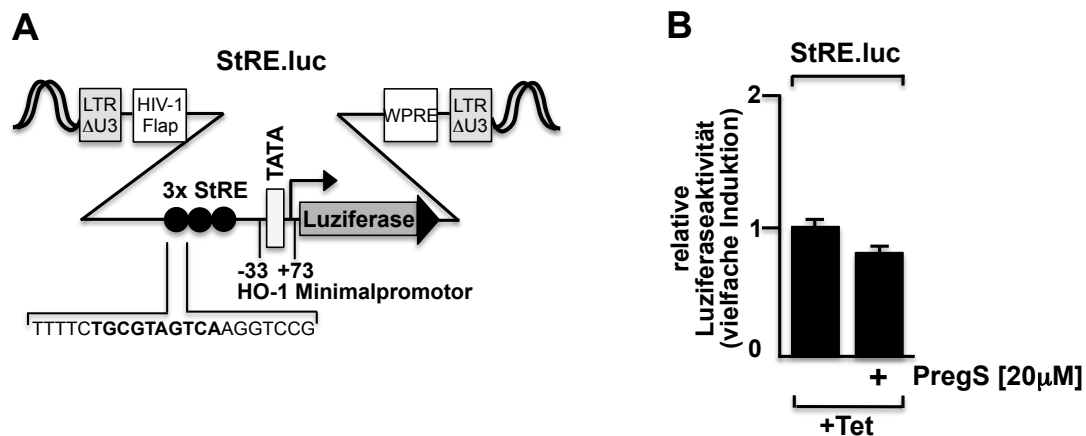 A
StRE.luc
LTR
ΔU3
HIV-1
Flap
WPRE
LTR
ΔU3
TATA
3x StRE
Luziferase
-33 +73
HO-1 Minimalpromotor
TTTTCTGCGTAGTCAAGGTCCG
B
StRE.luc
relative
Luziferaseaktivität
(vielfache Induktion)
2
1
0
+ PregS [20μM]
+Tet